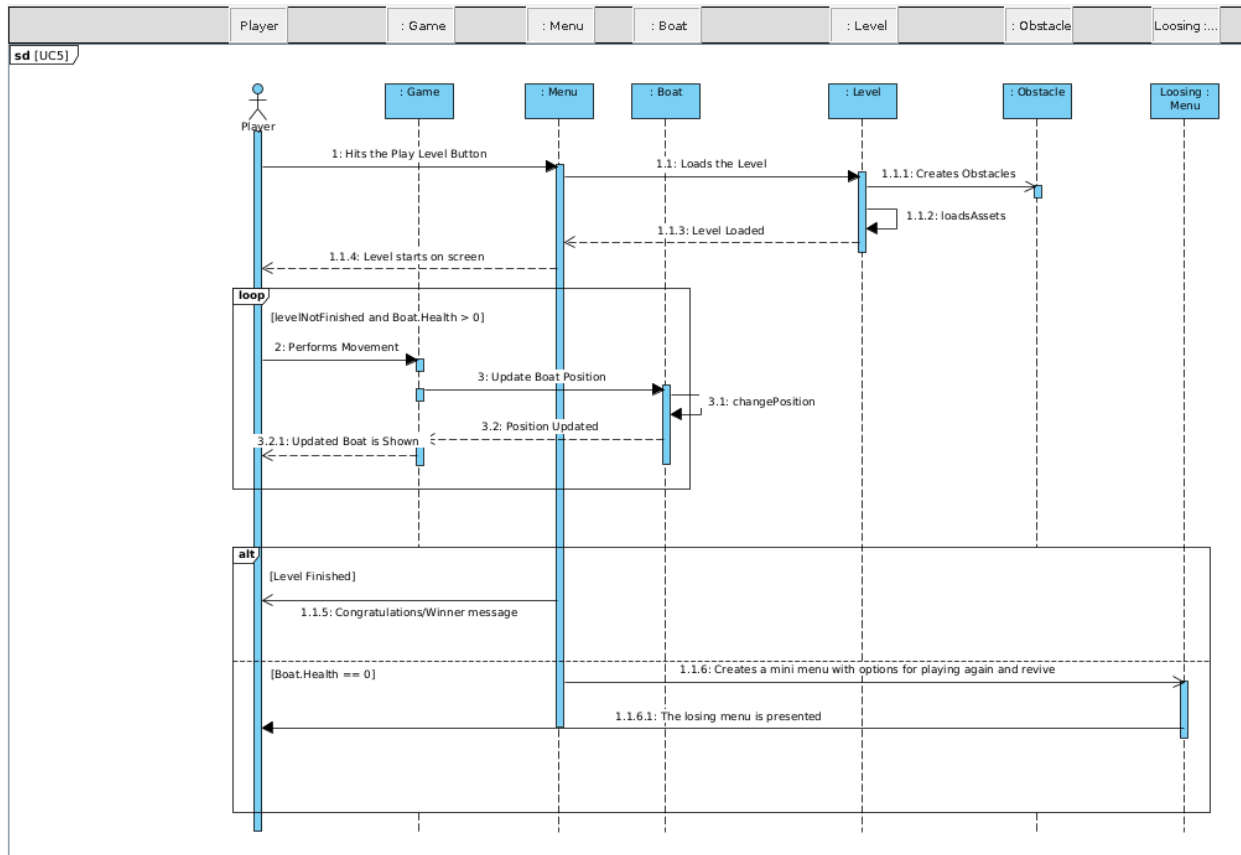 Player : Game : Menu : Boat : Level : Obstacle Loosing :...
sd [UC5]
: Game : Menu : Boat : Level : Obstacle Loosing :
Menu
Player
1: Hits the Play Level Button
1.1: Loads the Level
1.1.1: Creates Obstacles
1.1.2: loadsAssets
1.1.3: Level Loaded
1.1.4: Level starts on screen
loop
[levelNotFinished and Boat.Health > 0]
2: Performs Movement
3: Update Boat Position
3.1: changePosition
3.2: Position Updated
3.2.1: Updated Boat is Shown
alt
[Level Finished]
1.1.5: Congratulations/Winner message
1.1.6: Creates a mini menu with options for playing again and revive
[Boat.Health == 0]
1.1.6.1: The losing menu is presented